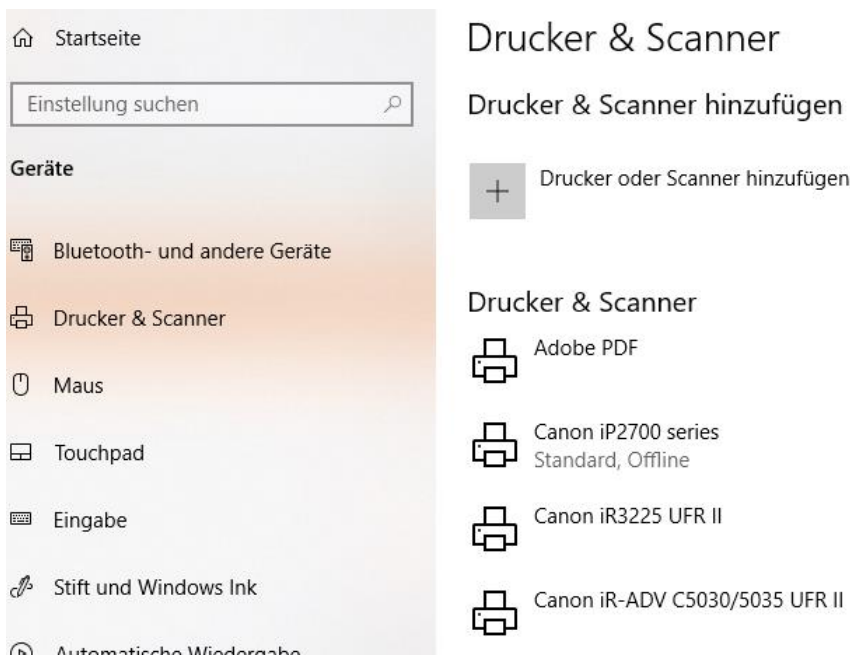 Startseite
Einstellung suchen
Geräte
Bluetooth- und andere Geräte
Drucker & Scanner
Maus
Touchpad
Eingabe
Stift und Windows Ink
Automatische Wiedergabe
Drucker & Scanner
Drucker & Scanner hinzufügen
Drucker oder Scanner hinzufügen
Drucker & Scanner
Adobe PDF
Canon iP2700 series
Standard, Offline
Canon iR3225 UFR II
Canon iR-ADV C5030/5035 UFR II